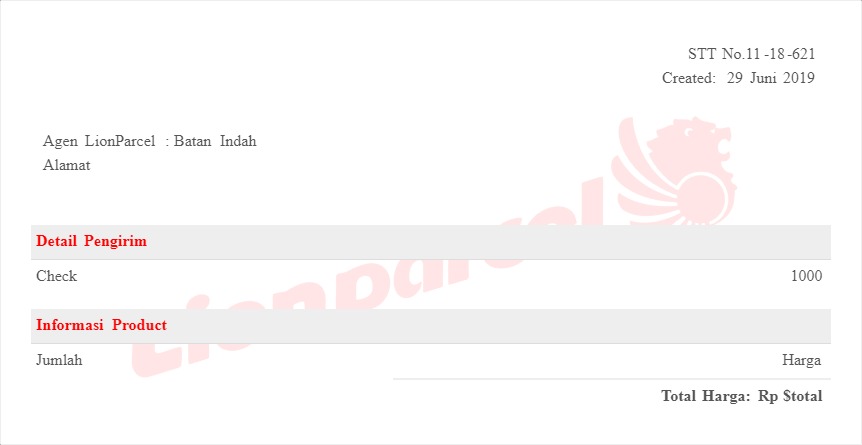 STT No.11-18-621
Created: 29 Juni 2019
Agen LionParcel : Batan Indah
Alamat
Detail Pengirim
Check 1000
Informasi Product
Jumlah Harga
Total Harga: Rp $total
Lionparcel